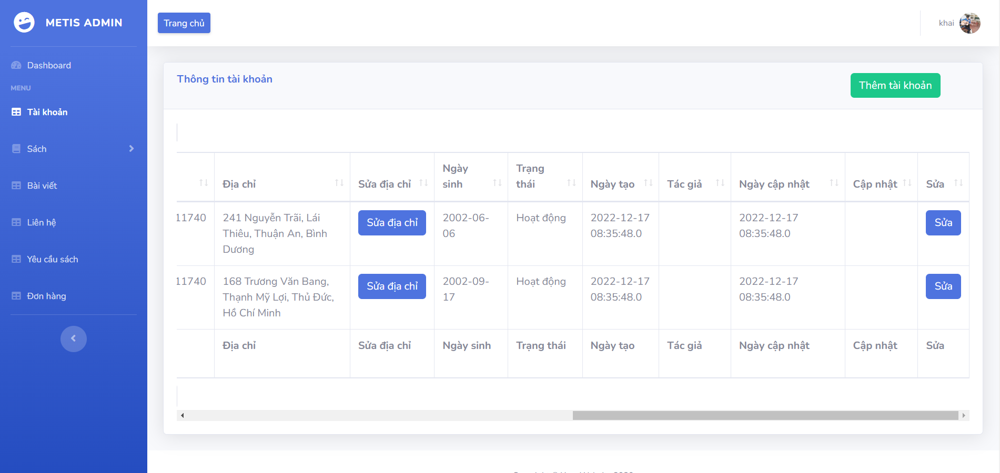 METIS ADMIN
Trang chủ
khai
Dashboard
MENU
Tài khoản
Sách
Bài viết
Liên hệ
Yêu cầu sách
Đơn hàng
Thông tin tài khoản
Thêm tài khoản
Địa chỉ
Sửa địa chỉ
Ngày
sinh
Trạng
thái
Ngày tạo
Tác giả
Ngày cập nhật
Cập nhật
Sửa
11740
241 Nguyễn Trãi, Lái
Thiêu, Thuận An, Bình
Dương
Sửa địa chỉ
2002-06-
06
Hoạt động
2022-12-17
08:35:48.0
2022-12-17
08:35:48.0
Sửa
11740
168 Trương Văn Bang,
Thạnh Mỹ Lợi, Thủ Đức,
Hồ Chí Minh
Sửa địa chỉ
2002-09-
17
Hoạt động
2022-12-17
08:35:48.0
2022-12-17
08:35:48.0
Sửa
Địa chỉ
Sửa địa chỉ
Ngày sinh
Trạng thái
Ngày tạo
Tác giả
Ngày cập nhật
Cập nhật
Sửa